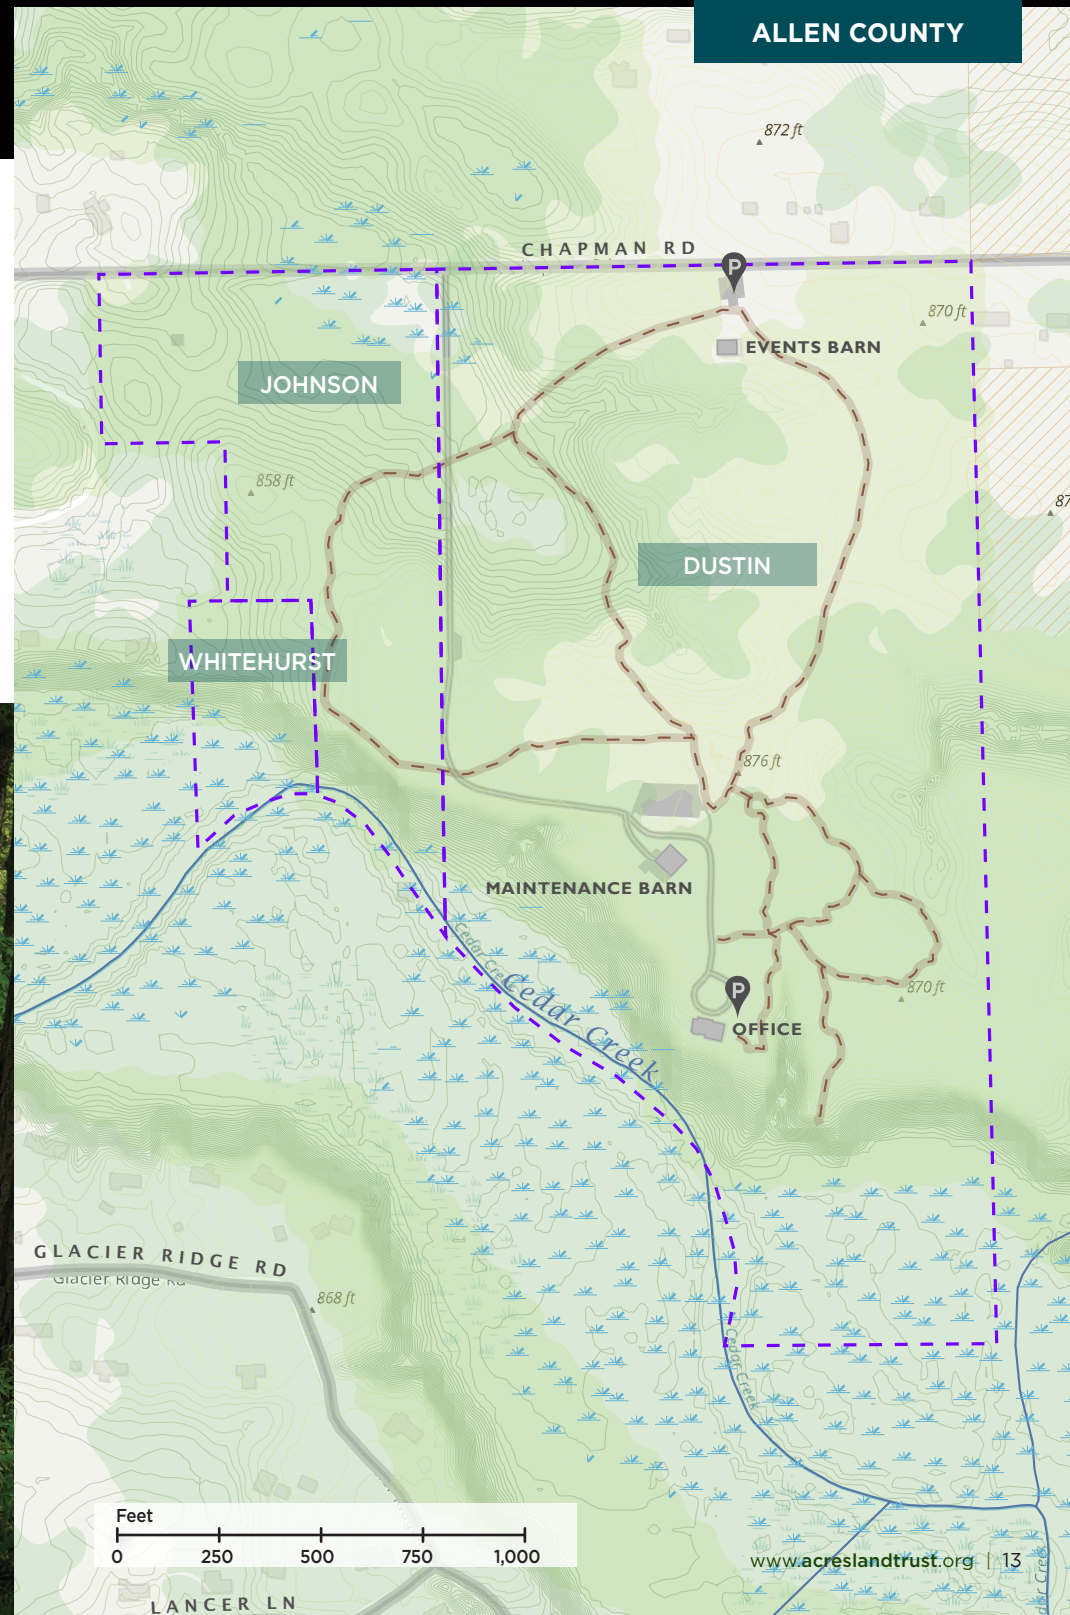 ALLEN COUNTY
872 ft
CHAPMAN RD
P
870 ft
EVENTS BARN
JOHNSON
858 ft
87
DUSTIN
WHITEHURST
876 ft
MAINTENANCE BARN
Cedar Creek
Cedar Creek
P
870 ft
OFFICE
GLACIER RIDGE RD
Glacier Ridge Rd
868 ft
Cedar Creek
Feet
0 250 500 750 1,000
www.acreslandtrust.org | 13
dar Creek
LANCER LN